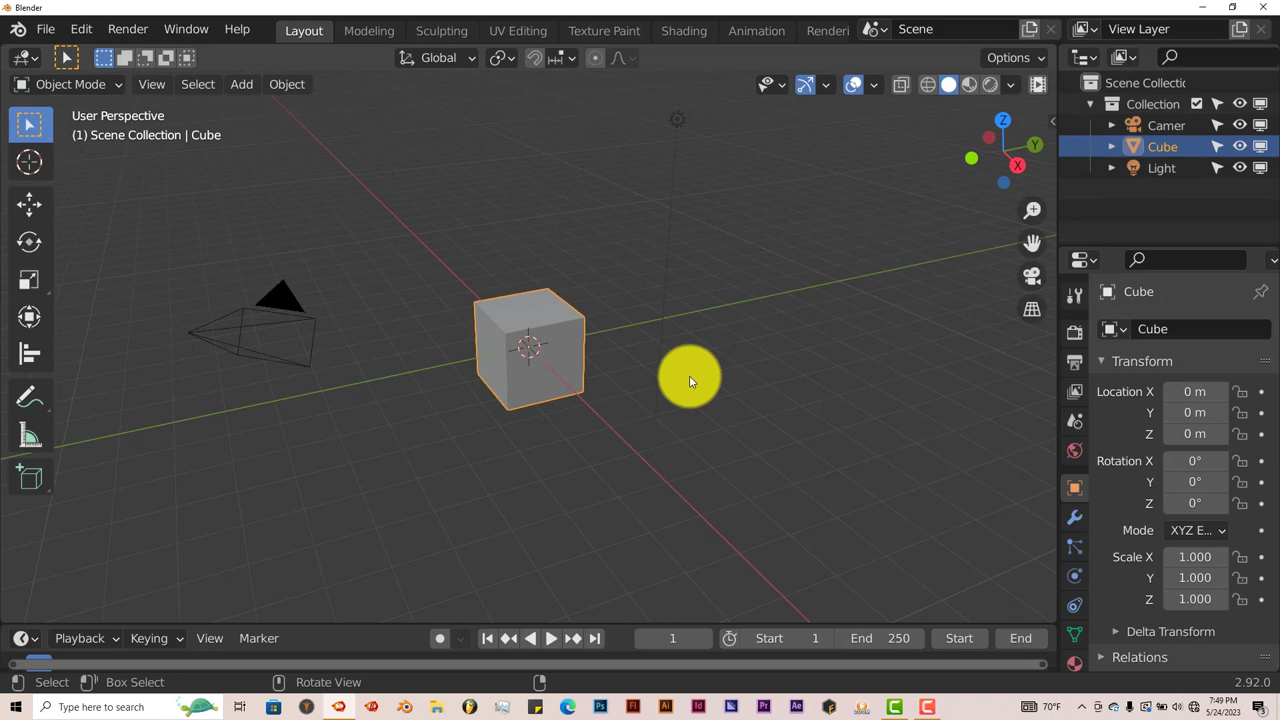 Blender
File Edit Render Window Help Layout Modeling Sculpting UV Editing Texture Paint Shading Animation Renderi Scene View Layer
Global Options
Object Mode View Select Add Object
User Perspective
(1) Scene Collection | Cube
Z
Y
X
Scene Collectic
Collection
Camer
Cube
Light
Cube
Cube
Transform
Location X 0 m
Y 0 m
Z 0 m
Rotation X 0°
Y 0°
Z 0°
Mode XYZ E...
Scale X 1.000
Y 1.000
Z 1.000
Delta Transform
Relations
Playback Keying View Marker 1 Start 1 End 250 Start End
Select Box Select Rotate View 2.92.0
Type here to search
70°F
7:49 PM
5/24/2023